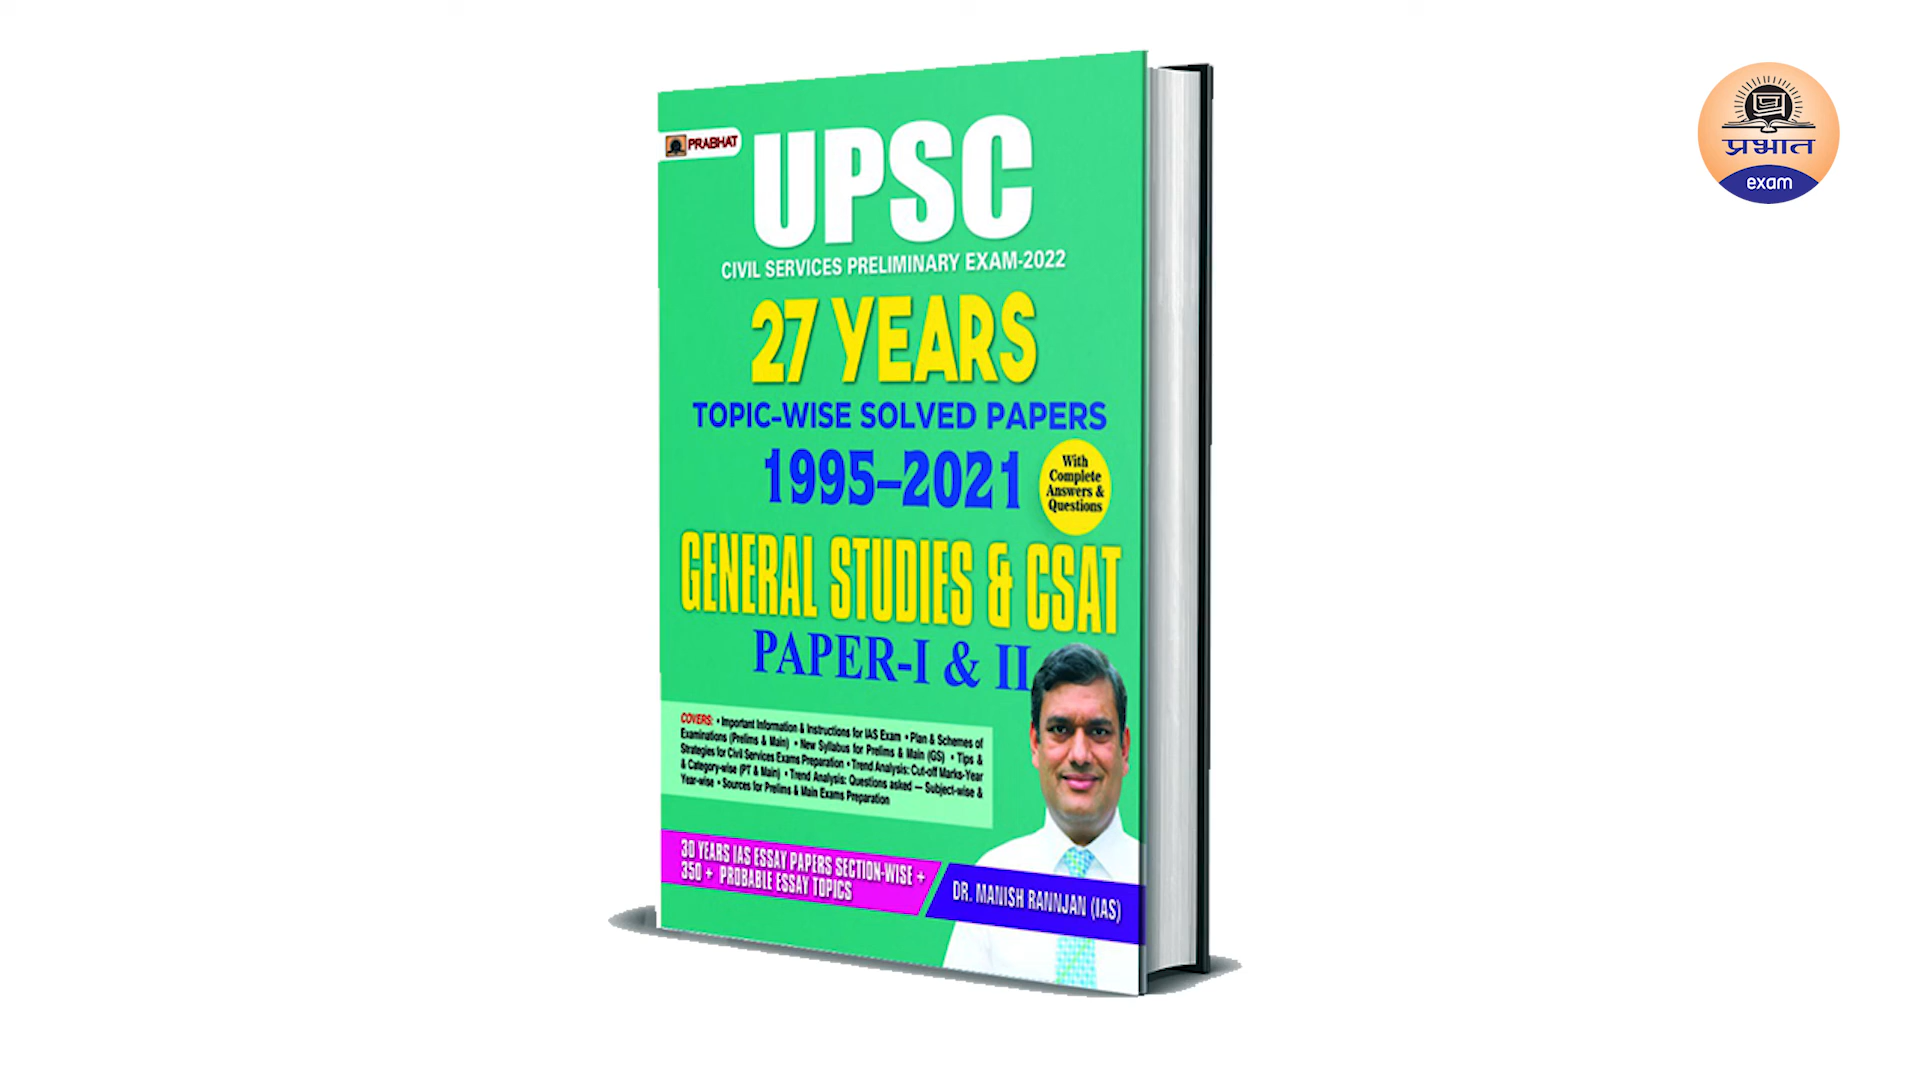 PRABHAT
UPSC
CIVIL SERVICES PRELIMINARY EXAM-2022
27 YEARS
TOPIC-WISE SOLVED PAPERS
1995–2021
With
Complete
Answers &
Questions
GENERAL STUDIES & CSAT
PAPER-I & II
COVERS: • Important Information & Instructions for IAS Exam • Plan & Schemes of
Examinations (Prelims & Main) • New Syllabus for Prelims & Main (GS) • Tips &
Strategies for Civil Services Exams Preparation • Trend Analysis: Cut-off Marks-Year
& Category-wise (PT & Main) • Trend Analysis: Questions asked — Subject-wise &
Year-wise • Sources for Prelims & Main Exams Preparation
30 YEARS IAS ESSAY PAPERS SECTION-WISE +
350 + PROBABLE ESSAY TOPICS
DR. MANISH RANNJAN (IAS)
प्रभात
exam